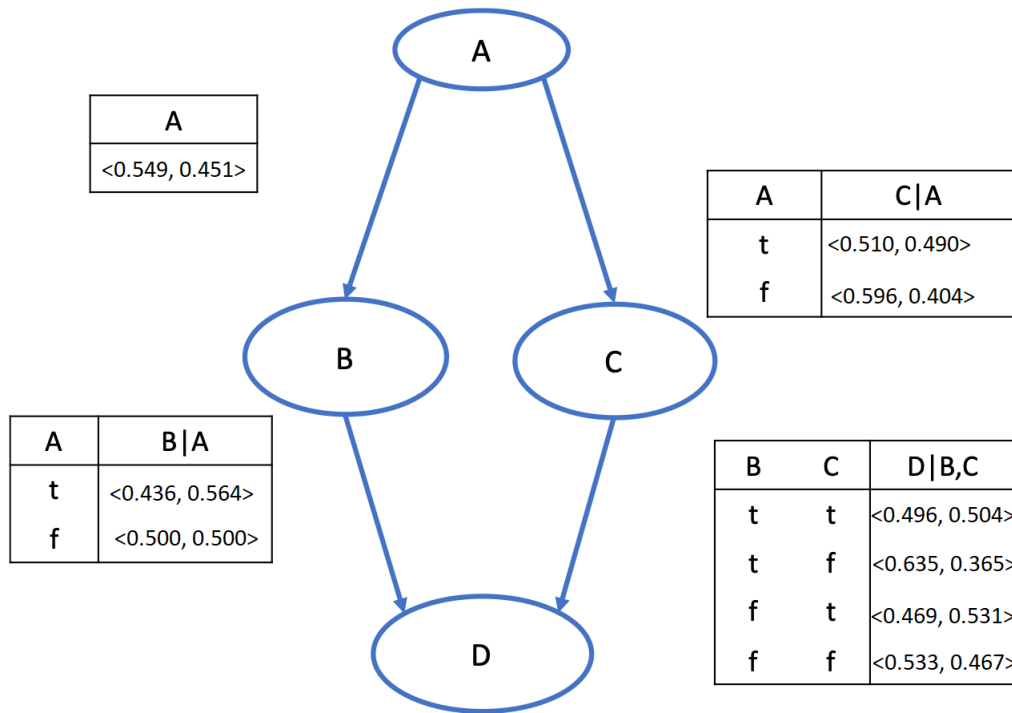 A
A
<0.549, 0.451>
A C|A
t <0.510, 0.490>
f <0.596, 0.404>
B
C
A B|A
t <0.436, 0.564>
f <0.500, 0.500>
B C D|B,C
t t <0.496, 0.504>
t f <0.635, 0.365>
f t <0.469, 0.531>
f f <0.533, 0.467>
D